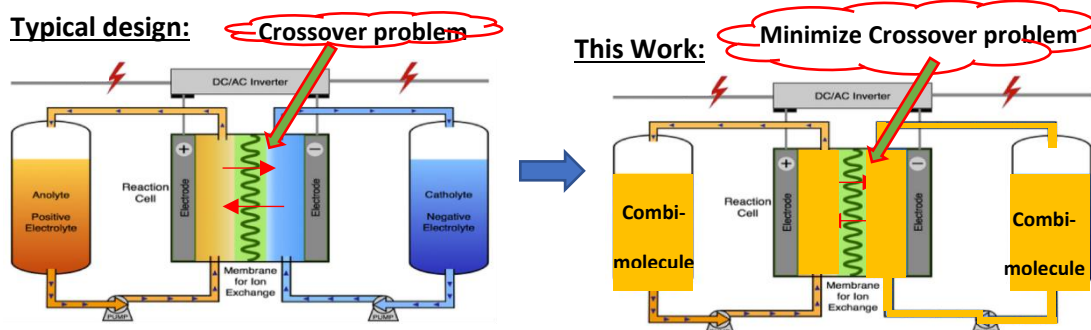 Typical design:
Crossover problem
DC/AC Inverter
+
−
Anolyte
Positive
Electrolyte
Reaction
Cell
Electrode
Electrode
Catholyte
Negative
Electrolyte
Membrane
for Ion
Exchange
PUMP
PUMP
This Work:
Minimize Crossover problem
DC/AC Inverter
+
−
Combi-
molecule
Reaction
Cell
Electrode
Electrode
Combi-
molecule
Membrane
for Ion
Exchange
PUMP
PUMP